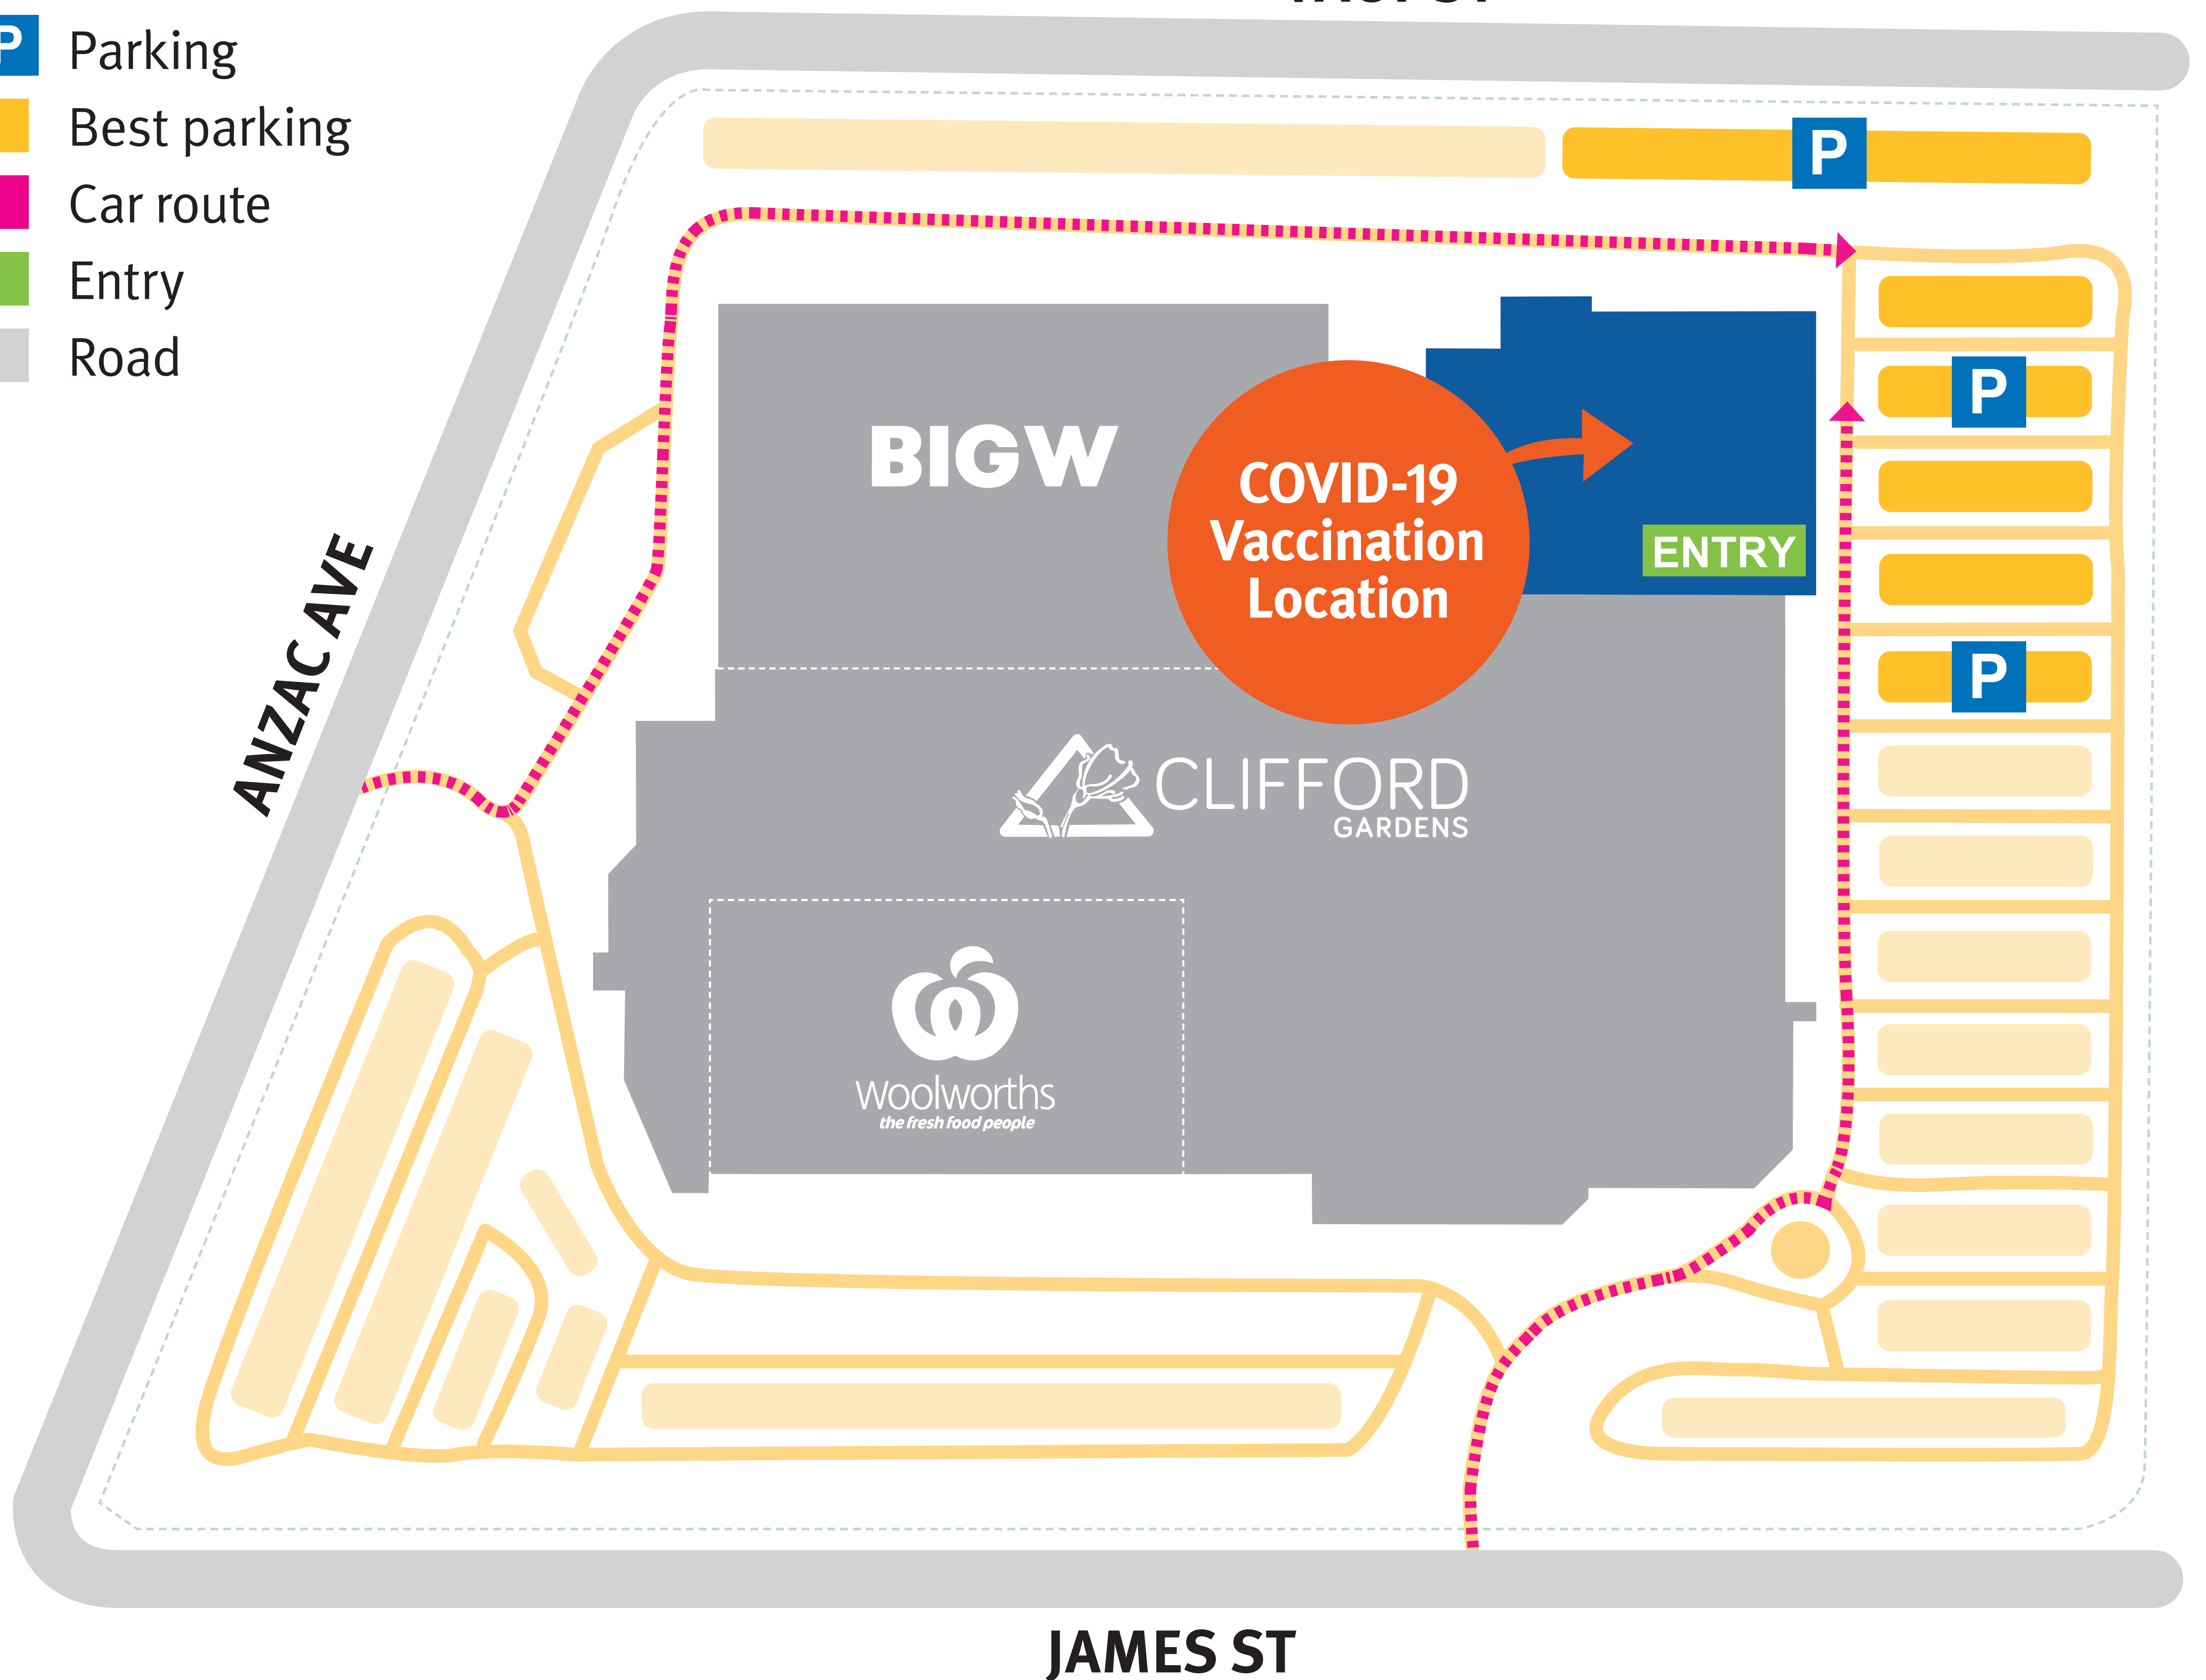 P Parking
Best parking
Car route
Entry
Road
P
P
P
BIGW
COVID-19
Vaccination
Location
ENTRY
ANZAC AVE
CLIFFORD
GARDENS
Woolworths
the fresh food people
JAMES ST